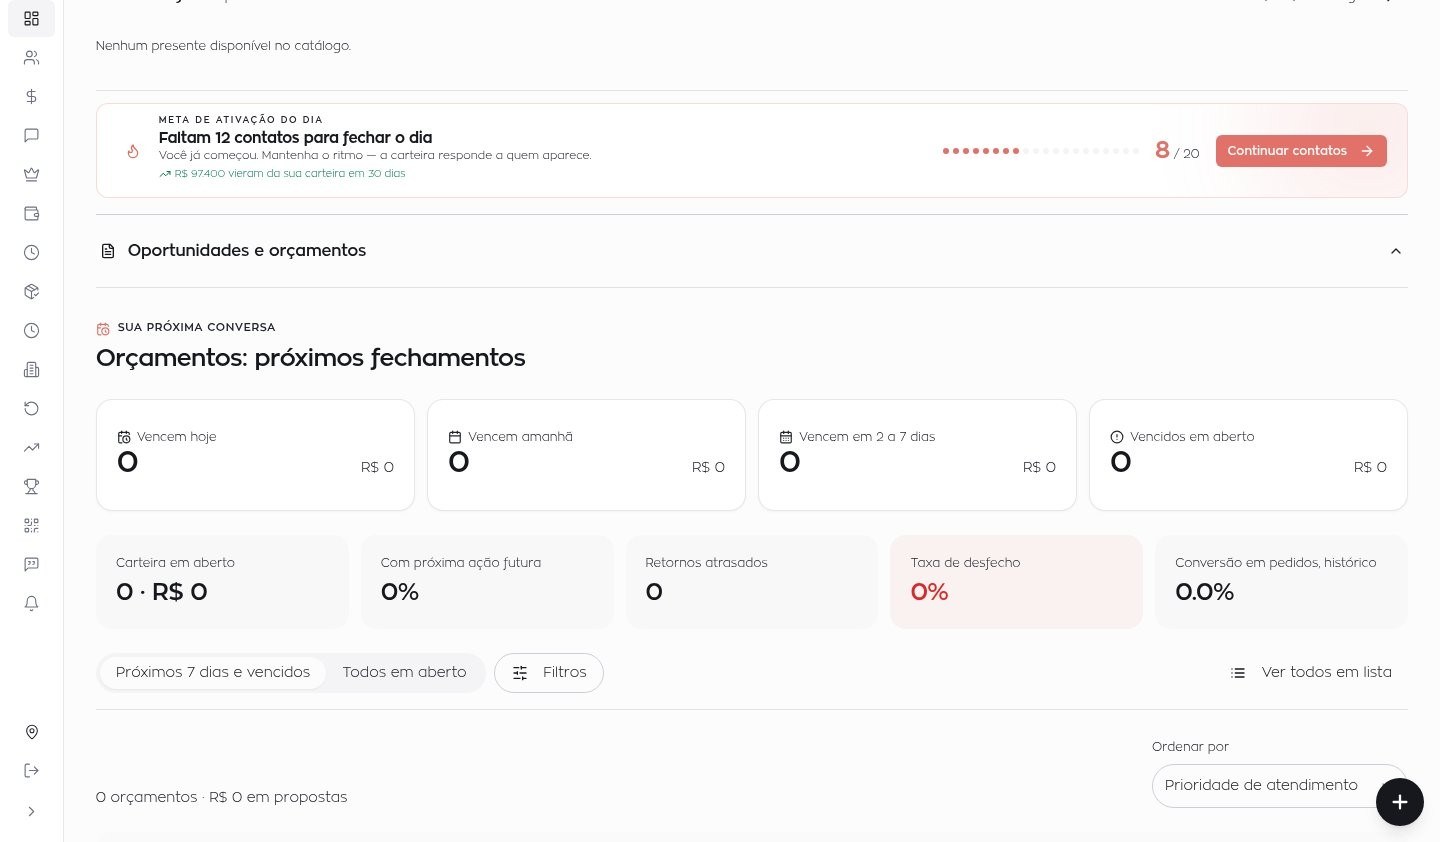 Nenhum presente disponível no catálogo.
META DE ATIVAÇÃO DO DIA
Faltam 12 contatos para fechar o dia
Você já começou. Mantenha o ritmo — a carteira responde a quem aparece.
R$ 97.400 vieram da sua carteira em 30 dias
8 / 20
Continuar contatos
Oportunidades e orçamentos
SUA PRÓXIMA CONVERSA
Orçamentos: próximos fechamentos
Vencem hoje
0 R$ 0
Vencem amanhã
0 R$ 0
Vencem em 2 a 7 dias
0 R$ 0
Vencidos em aberto
0 R$ 0
Carteira em aberto
0 · R$ 0
Com próxima ação futura
0%
Retornos atrasados
0
Taxa de desfecho
0%
Conversão em pedidos, histórico
0.0%
Próximos 7 dias e vencidos
Todos em aberto
Filtros
Ver todos em lista
Ordenar por
Prioridade de atendimento
0 orçamentos · R$ 0 em propostas